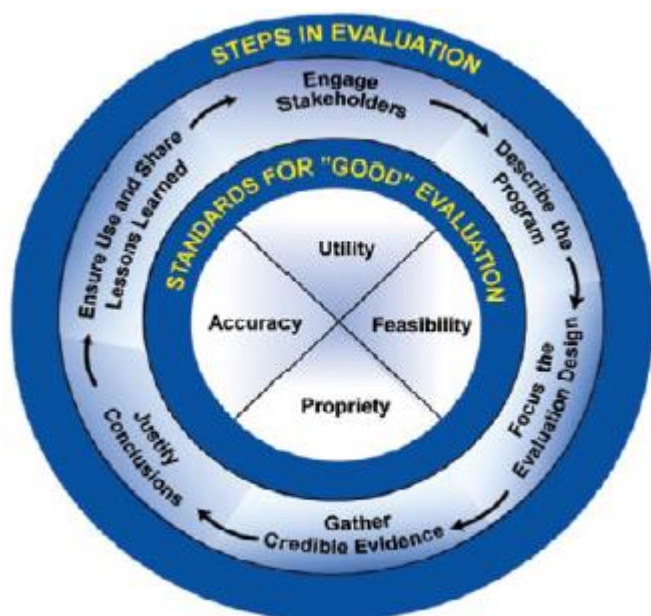 STEPS IN EVALUATION
Engage
Stakeholders
Describe the
Program
Focus the
Evaluation Design
Gather
Credible Evidence
Justify
Conclusions
Ensure Use and Share
Lessons Learned
STANDARDS FOR "GOOD" EVALUATION
Utility
Feasibility
Propriety
Accuracy